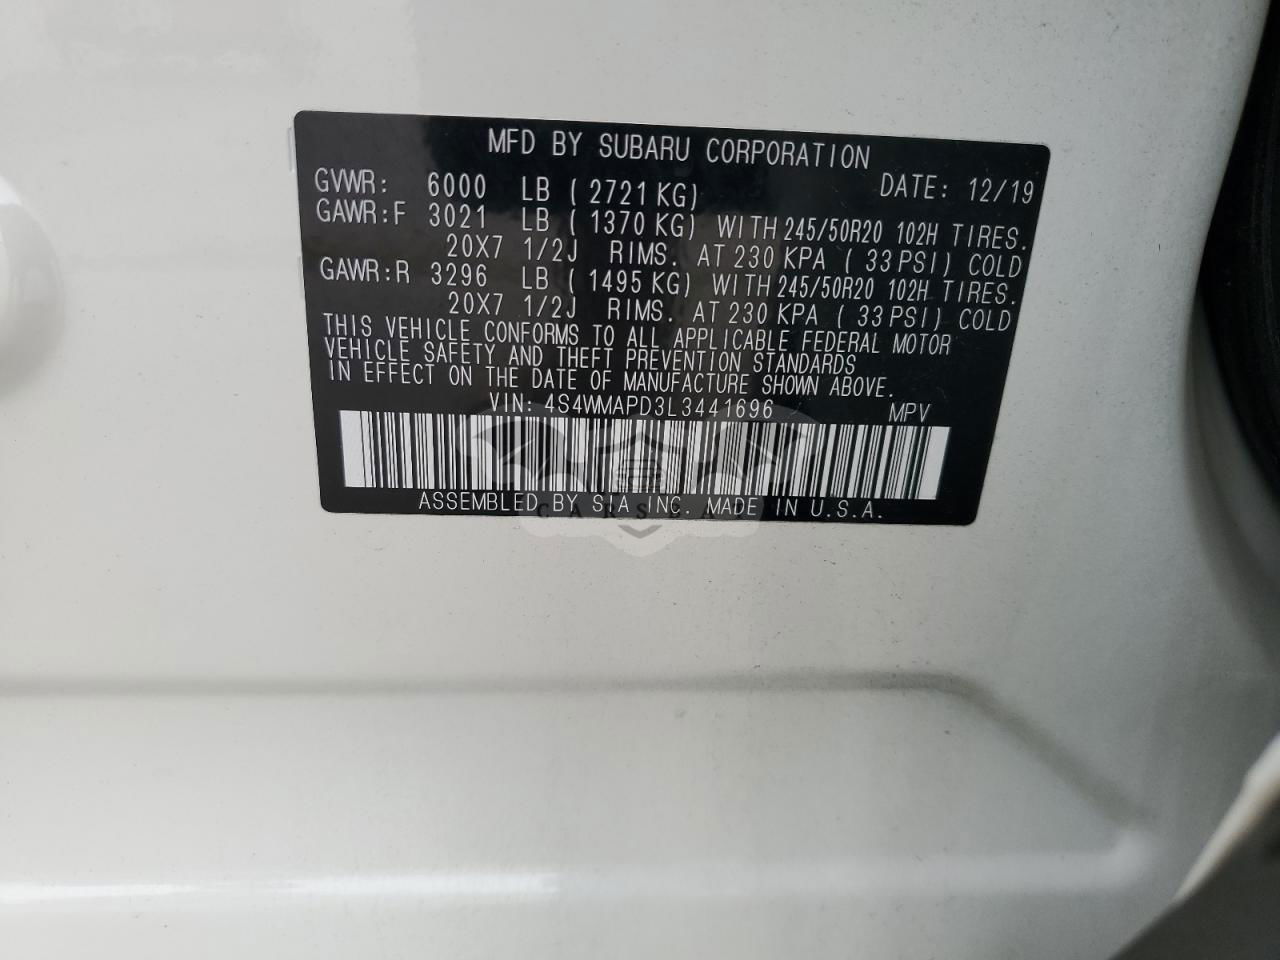 MFD BY SUBARU CORPORATION
GVWR: 6000 LB ( 2721 KG) DATE: 12/19
GAWR:F 3021 LB ( 1370 KG) WITH 245/50R20 102H TIRES.
20X7 1/2J RIMS. AT 230 KPA ( 33 PSI) COLD
GAWR:R 3296 LB ( 1495 KG) WITH 245/50R20 102H TIRES.
20X7 1/2J RIMS. AT 230 KPA ( 33 PSI) COLD
THIS VEHICLE CONFORMS TO ALL APPLICABLE FEDERAL MOTOR
VEHICLE SAFETY AND THEFT PREVENTION STANDARDS
IN EFFECT ON THE DATE OF MANUFACTURE SHOWN ABOVE.
VIN: 4S4WMAPD3L3441696 MPV
ASSEMBLED BY SIA INC. MADE IN U.S.A.